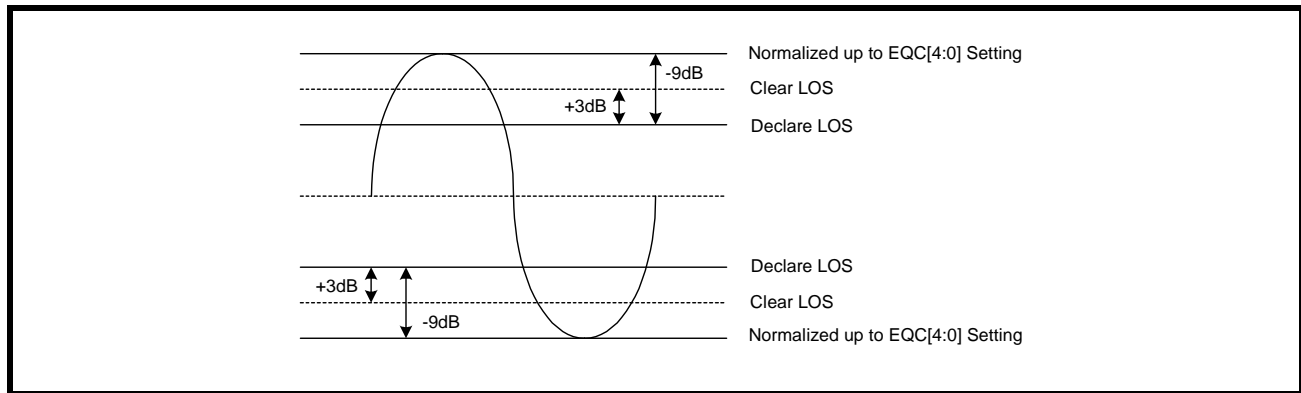 Normalized up to EQC[4:0] Setting
-9dB
Clear LOS
+3dB
Declare LOS
Declare LOS
+3dB
Clear LOS
-9dB
Normalized up to EQC[4:0] Setting